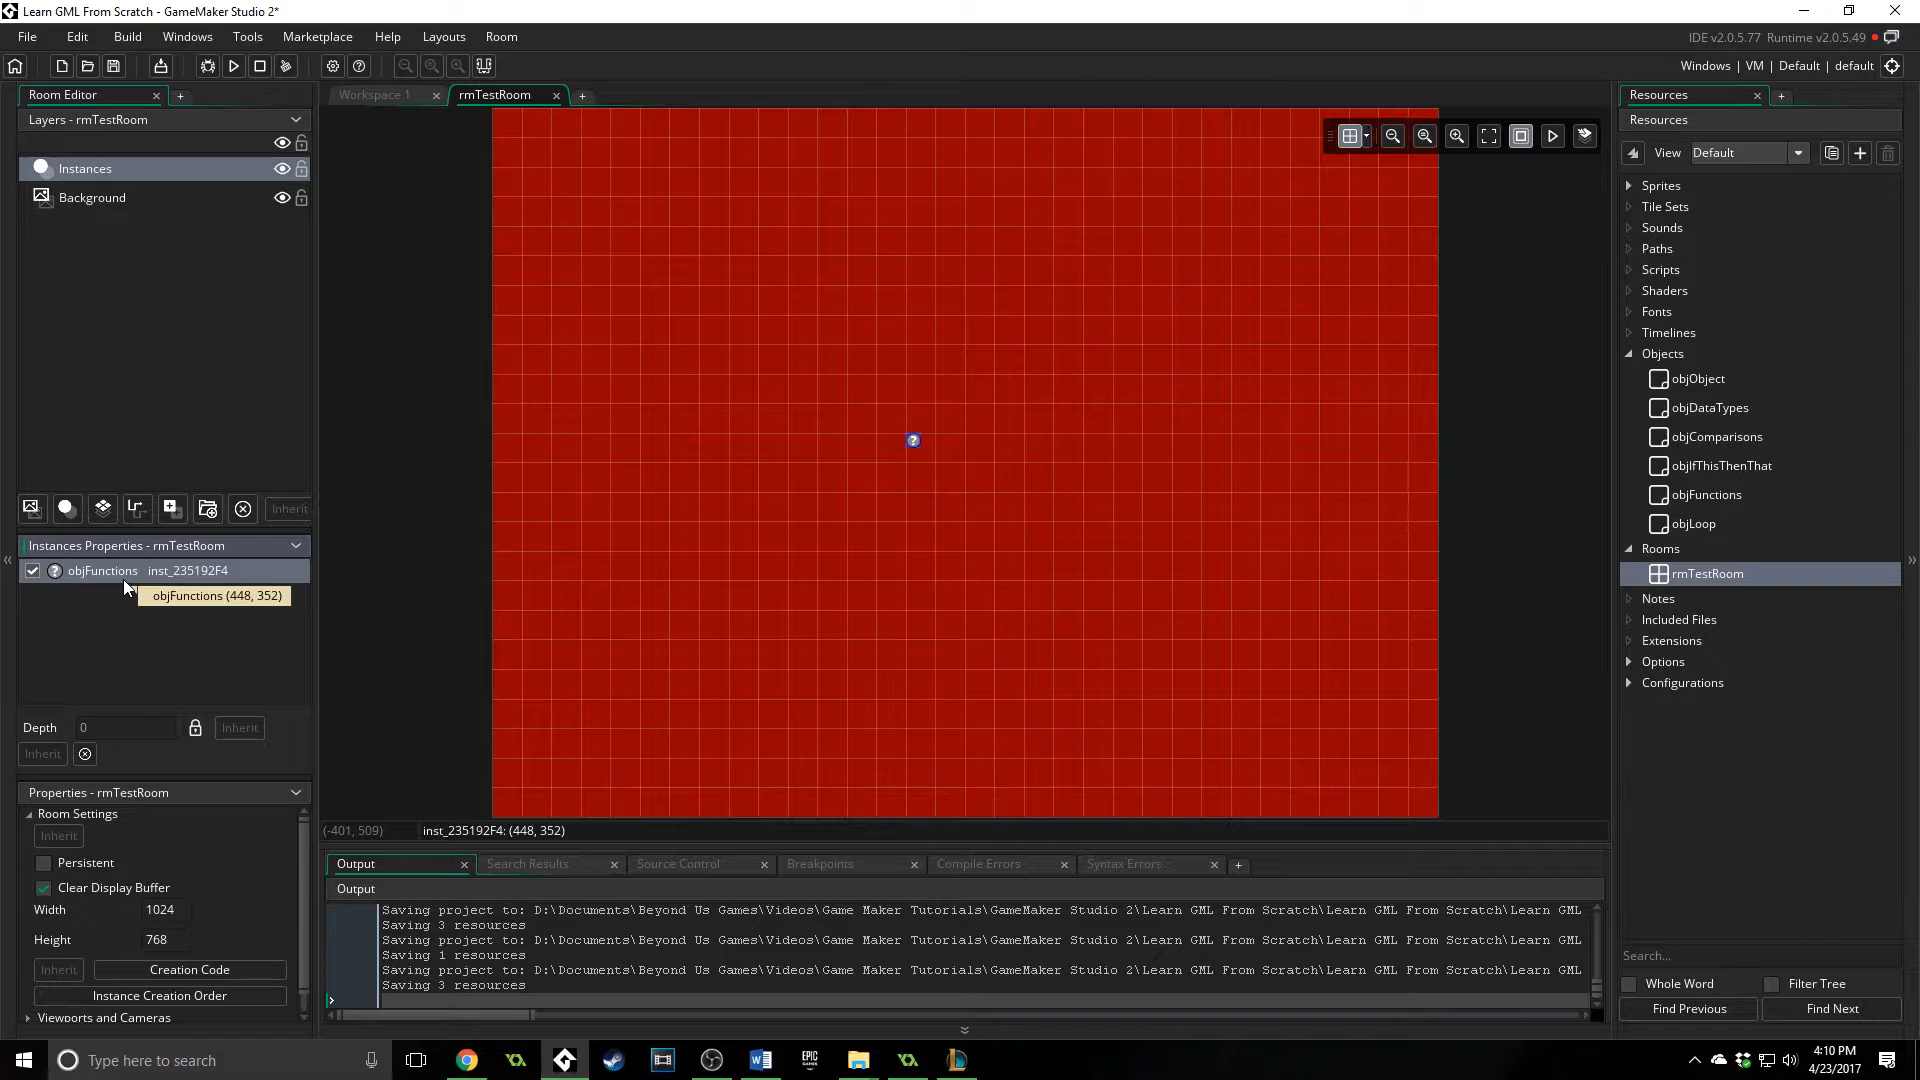 Learn GML From Scratch - GameMaker Studio 2*
File Edit Build Windows Tools Marketplace Help Layouts Room
IDE v2.0.5.77 Runtime v2.0.5.49
Windows | VM | Default | default
Room Editor
Layers - rmTestRoom
Instances
Background
Inherit
Instances Properties - rmTestRoom
objFunctions inst_235192F4
objFunctions (448, 352)
Depth 0 Inherit
Inherit
Properties - rmTestRoom
Room Settings
Inherit
Persistent
Clear Display Buffer
Width 1024
Height 768
Inherit Creation Code
Instance Creation Order
Viewports and Cameras
Workspace 1 rmTestRoom
(-401, 509) inst_235192F4: (448, 352)
Output Search Results Source Control Breakpoints Compile Errors Syntax Errors
Output
Saving project to: D:\Documents\Beyond Us Games\Videos\Game Maker Tutorials\GameMaker Studio 2\Learn GML From Scratch\Learn GML From Scratch\Learn GML
Saving 3 resources
Saving project to: D:\Documents\Beyond Us Games\Videos\Game Maker Tutorials\GameMaker Studio 2\Learn GML From Scratch\Learn GML From Scratch\Learn GML
Saving 1 resources
Saving project to: D:\Documents\Beyond Us Games\Videos\Game Maker Tutorials\GameMaker Studio 2\Learn GML From Scratch\Learn GML From Scratch\Learn GML
Saving 3 resources
Resources
Resources
View Default
Sprites
Tile Sets
Sounds
Paths
Scripts
Shaders
Fonts
Timelines
Objects
objObject
objDataTypes
objComparisons
objIfThisThenThat
objFunctions
objLoop
Rooms
rmTestRoom
Notes
Included Files
Extensions
Options
Configurations
Search...
Whole Word Filter Tree
Find Previous Find Next
Type here to search
EPIC GAMES
4:10 PM
4/23/2017